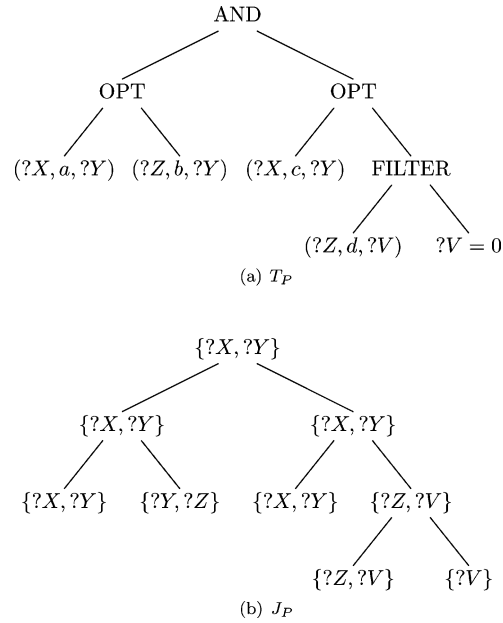 AND
OPT OPT
(?X, a, ?Y) (?Z, b, ?Y) (?X, c, ?Y) FILTER
(?Z, d, ?V) ?V = 0
(a) T_P
{?X, ?Y}
{?X, ?Y} {?X, ?Y}
{?X, ?Y} {?Y, ?Z} {?X, ?Y} {?Z, ?V}
{?Z, ?V} {?V}
(b) J_P